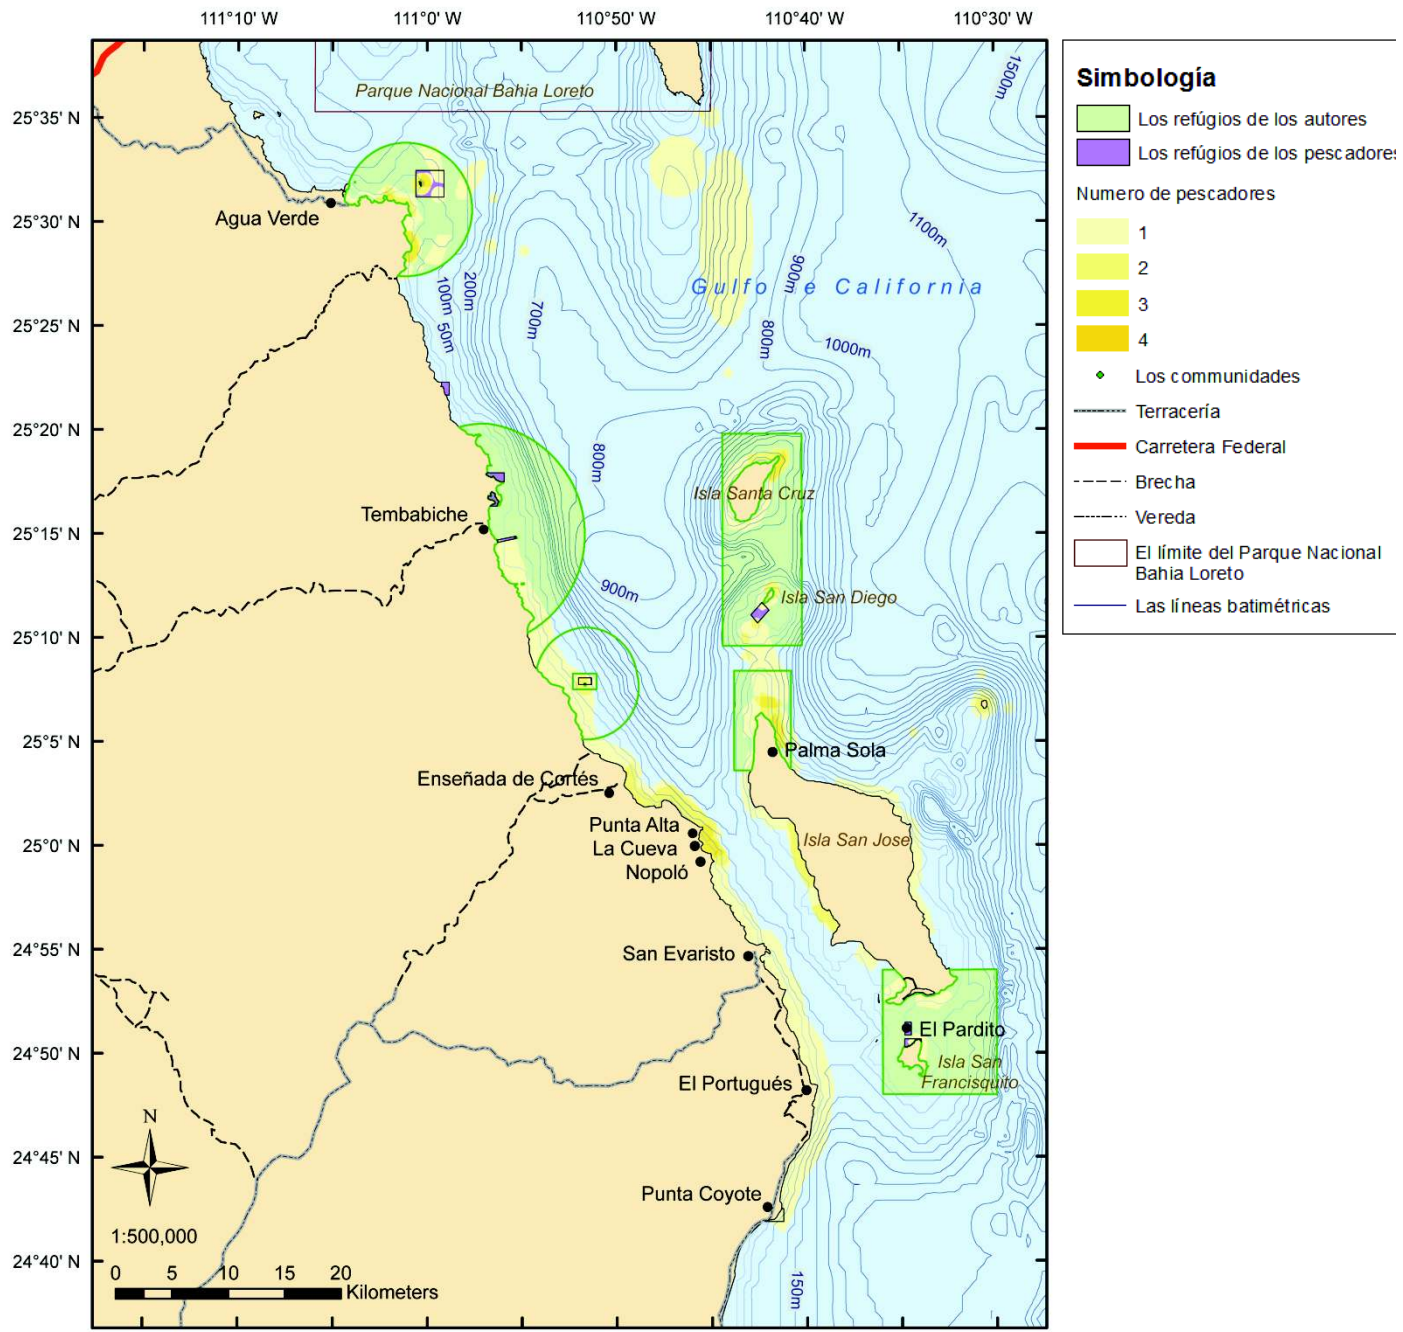 111°10' W
111°0' W
110°50' W
110°40' W
110°30' W
25°35' N
25°30' N
25°25' N
25°20' N
25°15' N
25°10' N
25°5' N
25°0' N
24°55' N
24°50' N
24°45' N
24°40' N
Parque Nacional Bahia Loreto
1500m
Agua Verde
1100m
900m
Gulfo e California
200m
100m
50m
700m
800m
1000m
800m
Isla Santa Cruz
Tembabiche
900m
Isla San Diego
Palma Sola
Enseñada de Cortés
Punta Alta
La Cueva
Nopoló
Isla San Jose
San Evaristo
El Pardito
Isla San
Francisquito
El Portugués
Punta Coyote
150m
N
1:500,000
0 5 10 15 20
Kilometers
Simbología
Los refúgios de los autores
Los refúgios de los pescadores
Numero de pescadores
1
2
3
4
Los communidades
Terracería
Carretera Federal
Brecha
Vereda
El límite del Parque Nacional
Bahia Loreto
Las líneas batimétricas